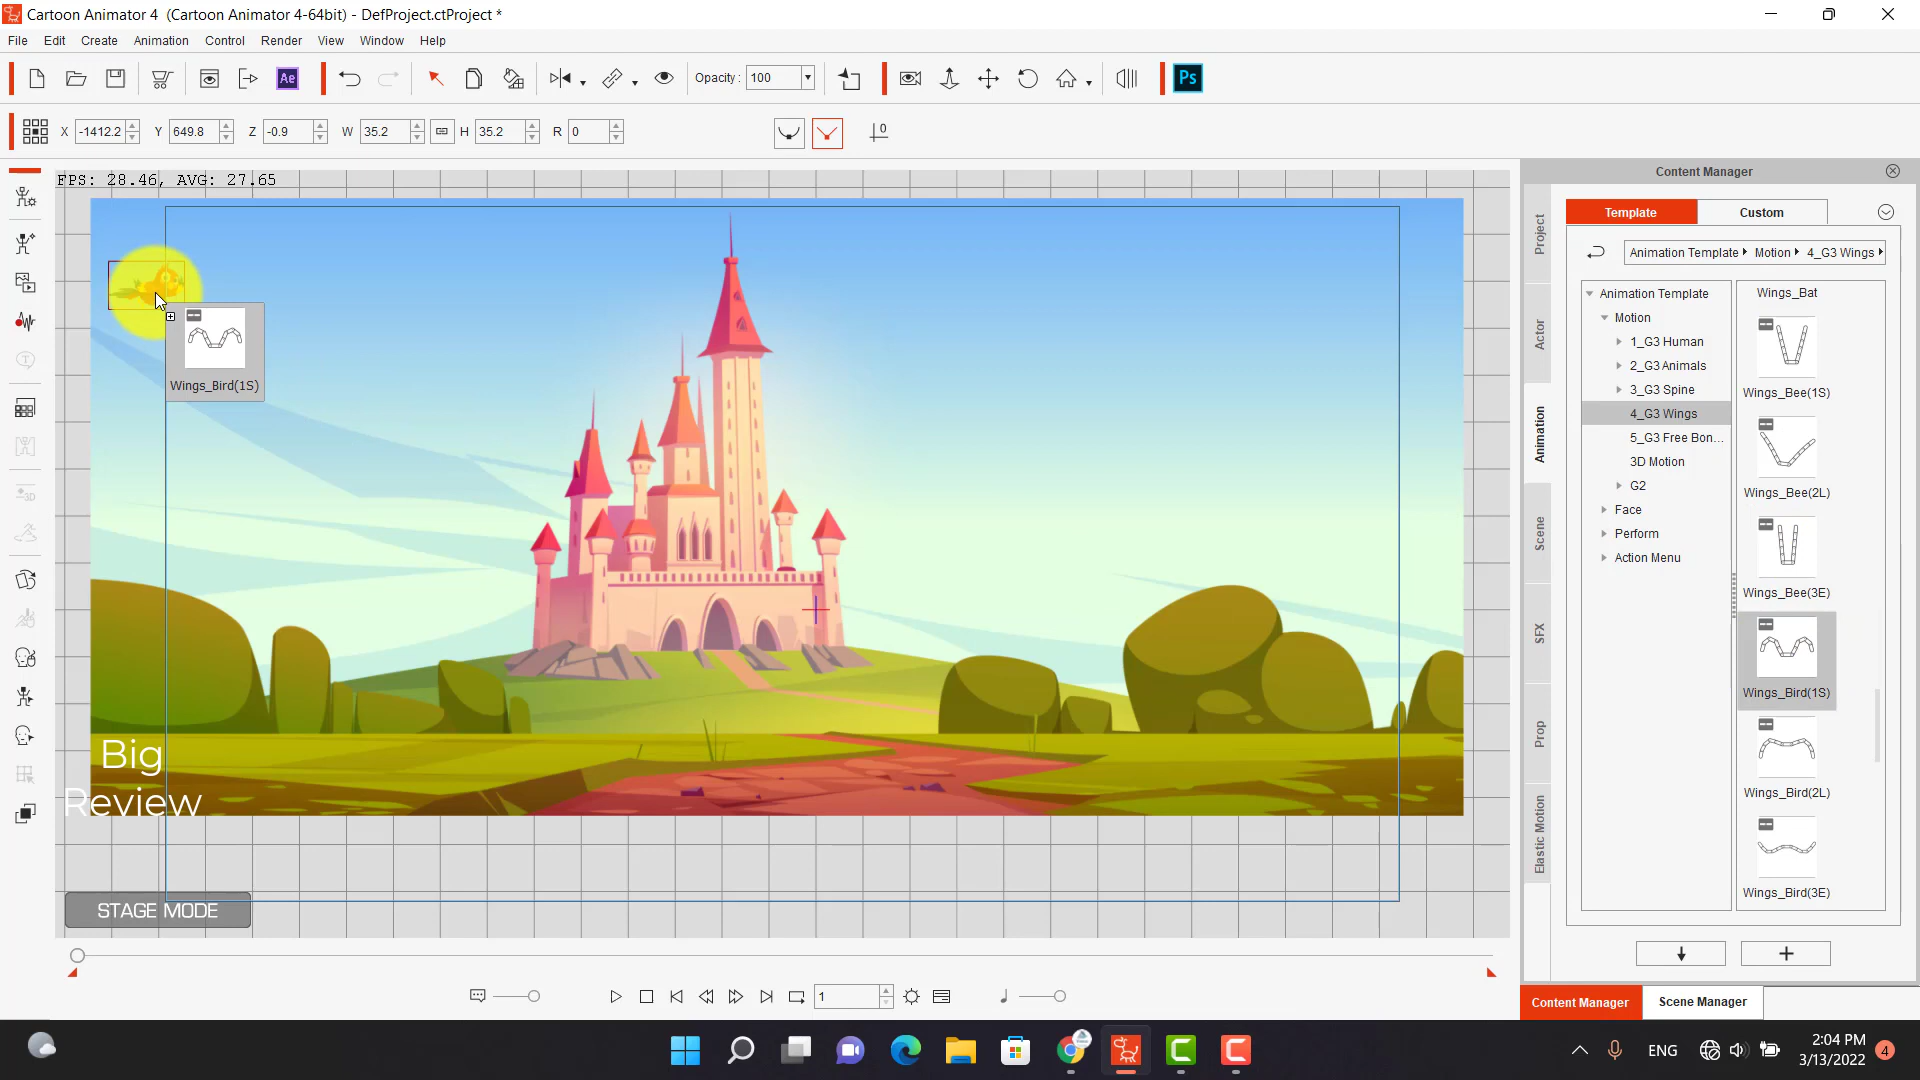 Cartoon Animator 4  (Cartoon Animator 4-64bit) - DefProject.ctProject *
File Edit Create Animation Control Render View Window Help
Ae Opacity : 100 Ps
X -1412.2 Y 649.8 Z -0.9 W 35.2 H 35.2 R 0 0
FPS: 28.46, AVG: 27.65
Wings_Bird(1S)
Big
Review
STAGE MODE
1
Content Manager
Template Custom
Animation Template Motion 4_G3 Wings
Project
Actor
Animation
Scene
SFX
Prop
Elastic Motion
Animation Template
Motion
1_G3 Human
2_G3 Animals
3_G3 Spine
4_G3 Wings
5_G3 Free Bon...
3D Motion
G2
Face
Perform
Action Menu
Wings_Bat
Wings_Bee(1S)
Wings_Bee(2L)
Wings_Bee(3E)
Wings_Bird(1S)
Wings_Bird(2L)
Wings_Bird(3E)
Content Manager Scene Manager
ENG
2:04 PM
3/13/2022
4